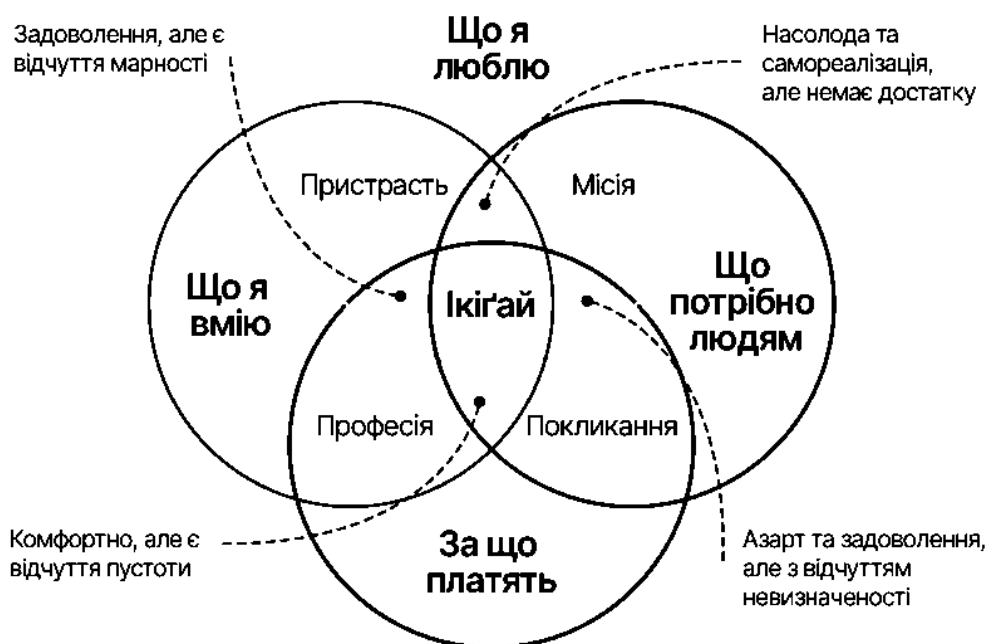 Задоволення, але є
відчуття марності
Що я
люблю
Насолода та
самореалізація,
але немає достатку
Пристрасть
Місія
Що я
вмію
Ікіґай
Що
потрібно
людям
Професія
Покликання
Комфортно, але є
відчуття пустоти
За що
платять
Азарт та задоволення,
але з відчуттям
невизначеності